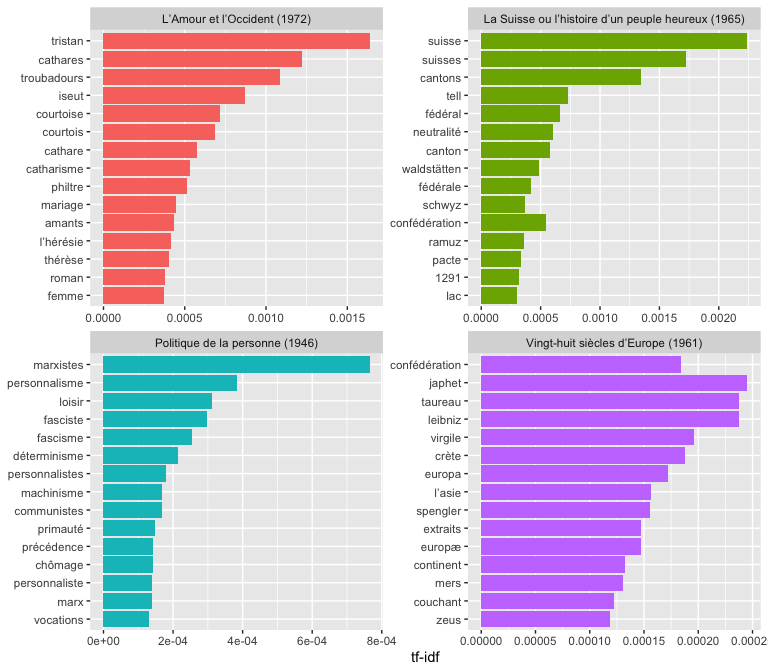 L'Amour et l'Occident (1972)
tristan
cathares
troubadours
iseut
courtoise
courtois
cathare
catharisme
philtre
mariage
amants
l'hérésie
thérèse
roman
femme
0.0000 0.0005 0.0010 0.0015
La Suisse ou l'histoire d'un peuple heureux (1965)
suisse
suisses
cantons
tell
fédéral
neutralité
canton
waldstätten
fédérale
schwyz
confédération
ramuz
pacte
1291
lac
0.0000 0.0005 0.0010 0.0015 0.0020
Politique de la personne (1946)
marxistes
personnalisme
loisir
fasciste
fascisme
déterminisme
personnalistes
machinisme
communistes
primauté
précédence
chômage
personnaliste
marx
vocations
0e+00 2e-04 4e-04 6e-04 8e-04
Vingt-huit siècles d'Europe (1961)
confédération
japhet
taureau
leibniz
virgile
crète
europa
l'asie
spengler
extraits
europæ
continent
mers
couchant
zeus
0.00000 0.00005 0.00010 0.00015 0.00020 0.0002
tf-idf